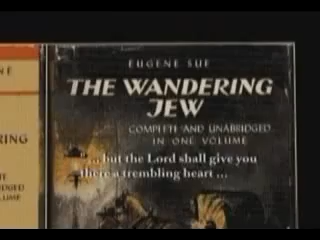 EUGENE SUE
THE WANDERING
JEW
COMPLETE AND UNABRIDGED
IN ONE VOLUME
... but the Lord shall give you
there a trembling heart ...
RING